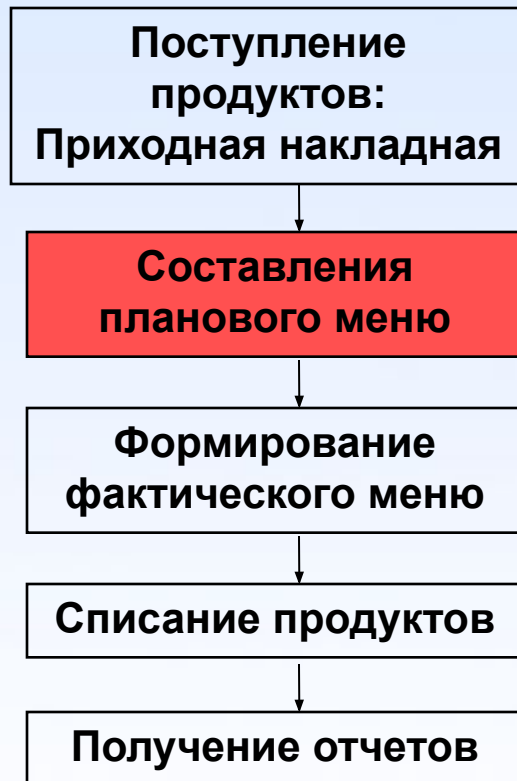 Поступление
продуктов:
Приходная накладная
Составления
планового меню
Формирование
фактического меню
Списание продуктов
Получение отчетов